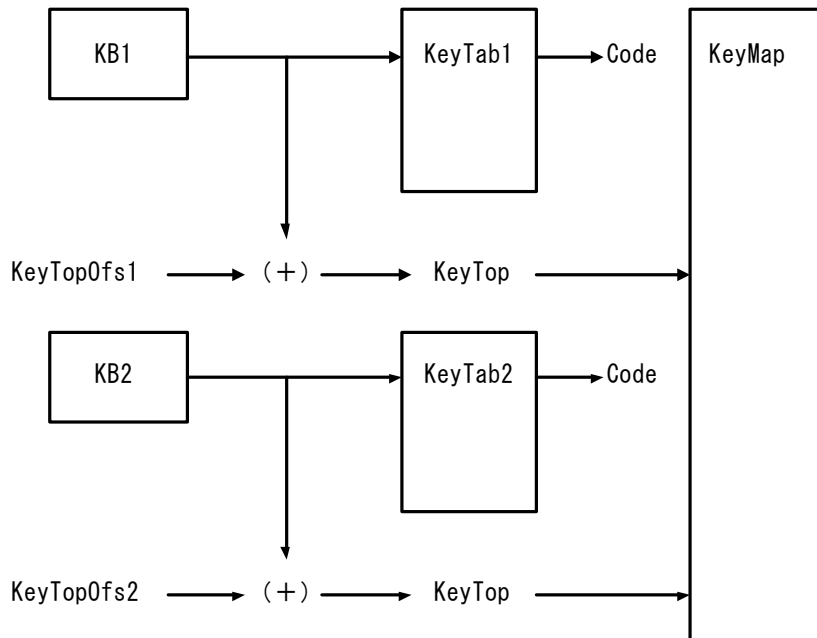 KB1
KeyTab1
Code
KeyMap
KeyTopOfs1
(+)
KeyTop
KB2
KeyTab2
Code
KeyTopOfs2
(+)
KeyTop